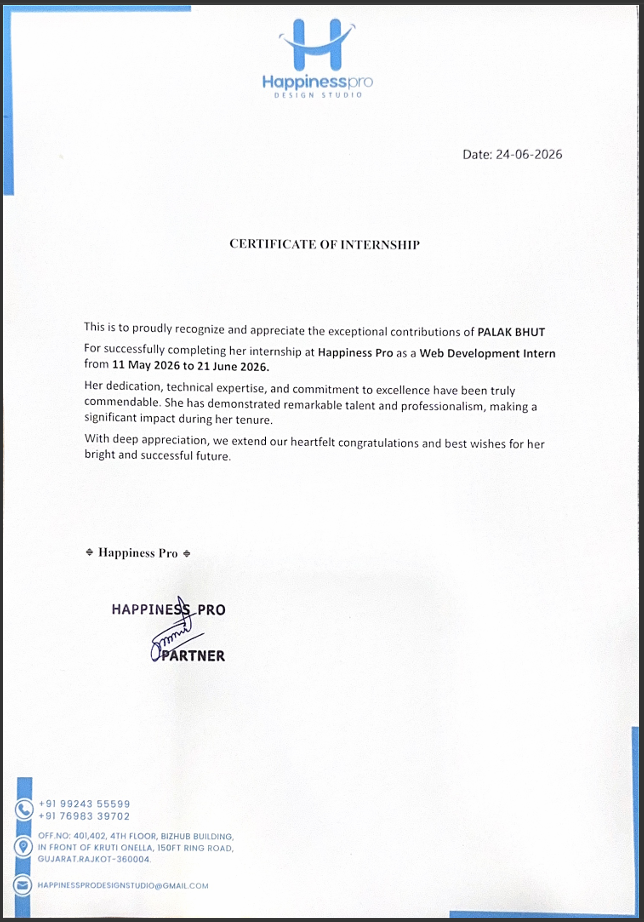 Happinesspro
DESIGN STUDIO
Date: 24-06-2026
CERTIFICATE OF INTERNSHIP
This is to proudly recognize and appreciate the exceptional contributions of PALAK BHUT
For successfully completing her internship at Happiness Pro as a Web Development Intern
from 11 May 2026 to 21 June 2026.
Her dedication, technical expertise, and commitment to excellence have been truly
commendable. She has demonstrated remarkable talent and professionalism, making a
significant impact during her tenure.
With deep appreciation, we extend our heartfelt congratulations and best wishes for her
bright and successful future.
Happiness Pro
HAPPINESS PRO
PARTNER
+91 99243 55599
+91 76983 39702
OFF.NO: 401,402, 4TH FLOOR, BIZHUB BUILDING,
IN FRONT OF KRUTI ONELLA, 150FT RING ROAD,
GUJARAT.RAJKOT-360004.
HAPPINESSPRODESIGNSTUDIO@GMAIL.COM